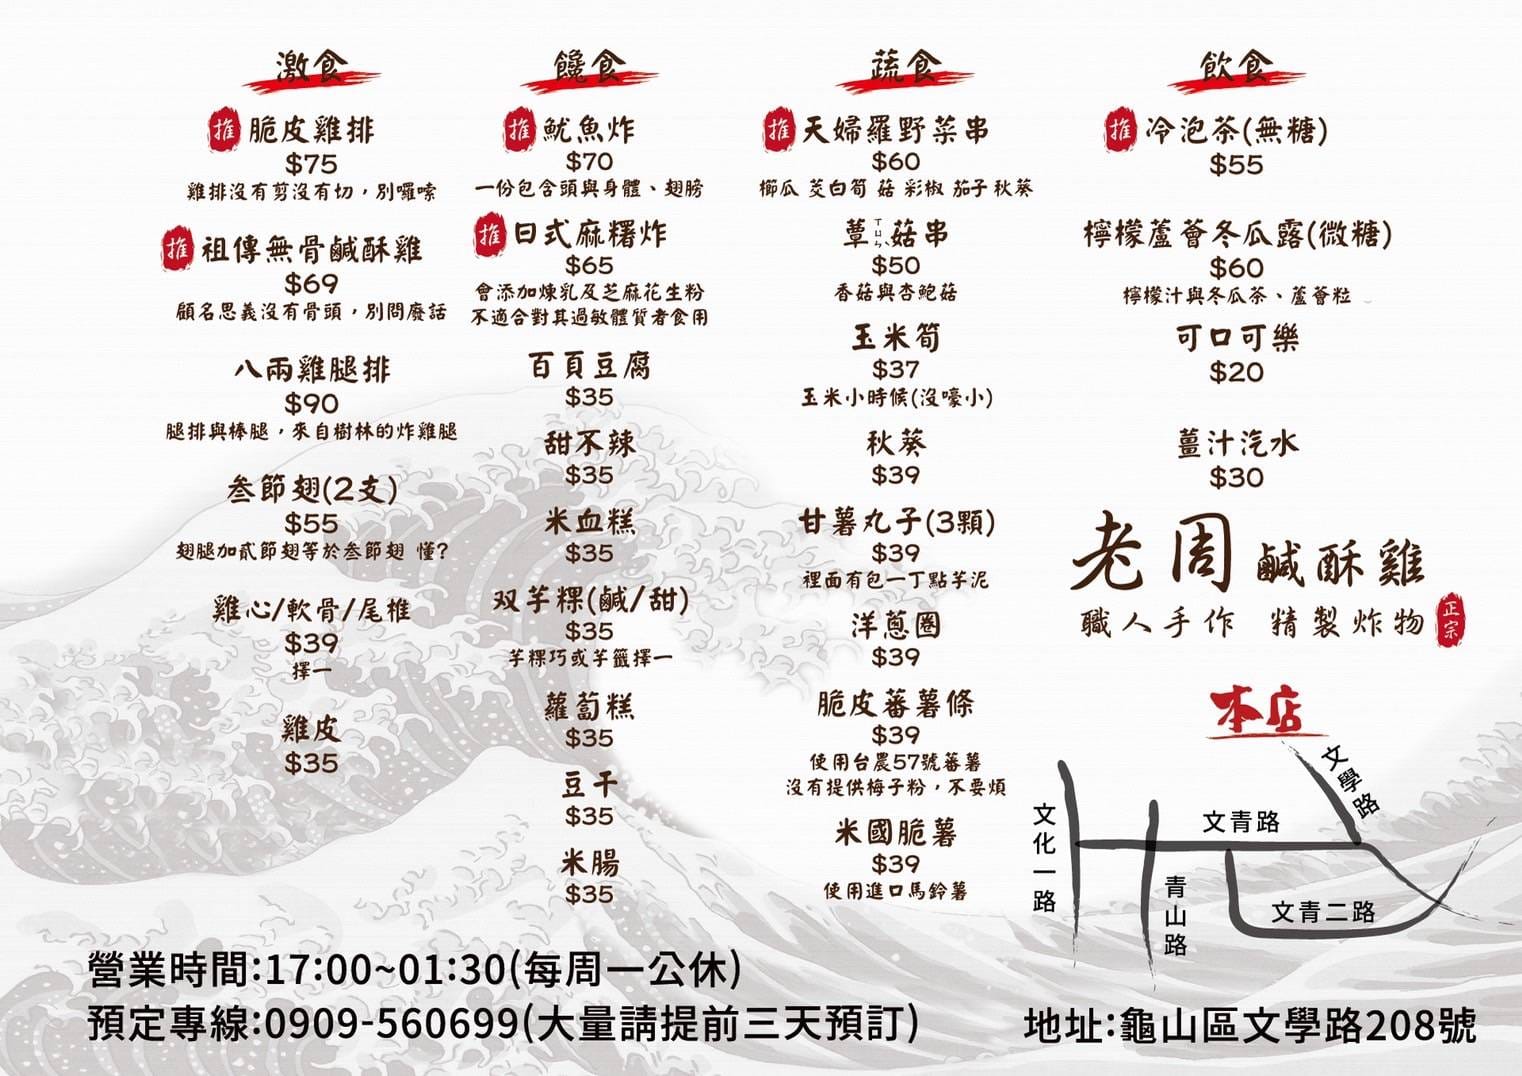 激食
推 脆皮雞排
$75
雞排沒有剪沒有切，別囉嗦
推 祖傳無骨鹹酥雞
$69
顧名思義沒有骨頭，別問廢話
八兩雞腿排
$90
腿排與棒腿，來自樹林的炸雞腿
叁節翅(2支)
$55
翅腿加貳節翅等於叁節翅 懂?
雞心/軟骨/尾椎
$39
擇一
雞皮
$35
饞食
推 魷魚炸
$70
一份包含頭與身體、翅膀
推 日式麻糬炸
$65
會添加煉乳及芝麻花生粉
不適合對其過敏體質者食用
百頁豆腐
$35
甜不辣
$35
米血糕
$35
双芋粿(鹹/甜)
$35
芋粿巧或芋籤擇一
蘿蔔糕
$35
豆干
$35
米腸
$35
蔬食
推 天婦羅野菜串
$60
櫛瓜 茭白筍 菇 彩椒 茄子 秋葵
蕈ㄒㄩㄣˋ菇串
$50
香菇與杏鮑菇
玉米筍
$37
玉米小時候(沒嚎小)
秋葵
$39
甘薯丸子(3顆)
$39
裡面有包一丁點芋泥
洋蔥圈
$39
脆皮蕃薯條
$39
使用台農57號蕃薯
沒有提供梅子粉，不要煩
米國脆薯
$39
使用進口馬鈴薯
飲食
推 冷泡茶(無糖)
$55
檸檬蘆薈冬瓜露(微糖)
$60
檸檬汁與冬瓜茶、蘆薈粒
可口可樂
$20
薑汁汽水
$30
老周鹹酥雞
職人手作 精製炸物 正宗
本店
文學路
文青路
文化一路
青山路
文青二路
營業時間:17:00~01:30(每周一公休)
預定專線:0909-560699(大量請提前三天預訂)
地址:龜山區文學路208號